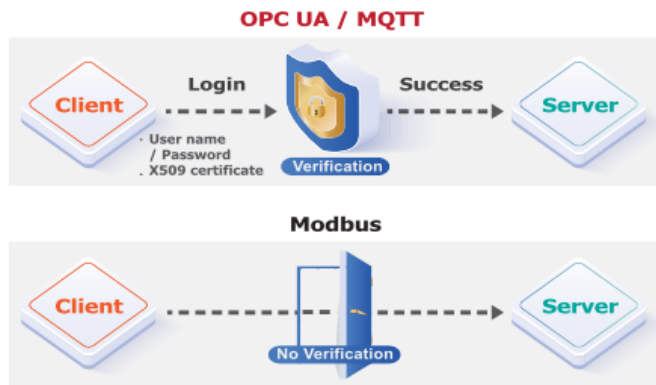 OPC UA / MQTT
Client
Login
· User name
/ Password
. X509 certificate
Verification
Success
Server
Modbus
Client
No Verification
Server